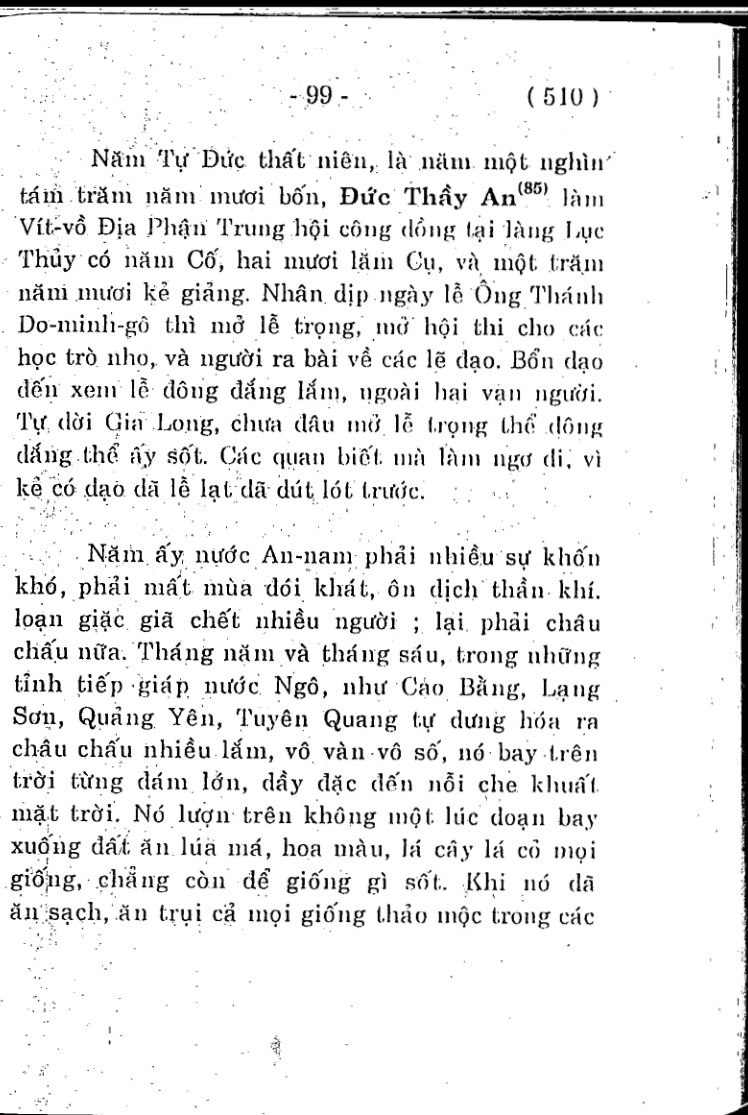 - 99 - ( 510 )
Năm Tự Đức thất niên, là năm một nghìn
tám trăm năm mươi bốn, Đức Thầy An(85) làm
Vít-vồ Địa Phận Trung hội công đồng tại làng Lục
Thủy có năm Cố, hai mươi lăm Cụ, và một trăm
năm mươi kẻ giảng. Nhân dịp ngày lễ Ông Thánh
Do-minh-gô thì mở lễ trọng, mở hội thi cho các
học trò nho, và người ra bài về các lẽ đạo. Bổn đạo
đến xem lễ đông đắng lắm, ngoài hai vạn người.
Tự đời Gia Long, chưa đâu mở lễ trọng thể đông
đắng thể ấy sốt. Các quan biết mà làm ngơ đi, vì
kẻ có đạo đã lễ lạt đã đút lót trước.
Năm ấy nước An-nam phải nhiều sự khốn
khó, phải mất mùa đói khát, ôn dịch thần khí.
loạn giặc giã chết nhiều người ; lại phải châu
chấu nữa. Tháng năm và tháng sáu, trong những
tỉnh tiếp giáp nước Ngô, như Cao Bằng, Lạng
Sơn, Quảng Yên, Tuyên Quang tự dưng hóa ra
châu chấu nhiều lắm, vô vàn vô số, nó bay trên
trời từng đám lớn, đầy đặc đến nỗi che khuất
mặt trời. Nó lượn trên không một lúc đoạn bay
xuống đất ăn lúa má, hoa màu, lá cây lá cỏ mọi
giống, chẳng còn để giống gì sốt. Khi nó đã
ăn sạch, ăn trụi cả mọi giống thảo mộc trong các